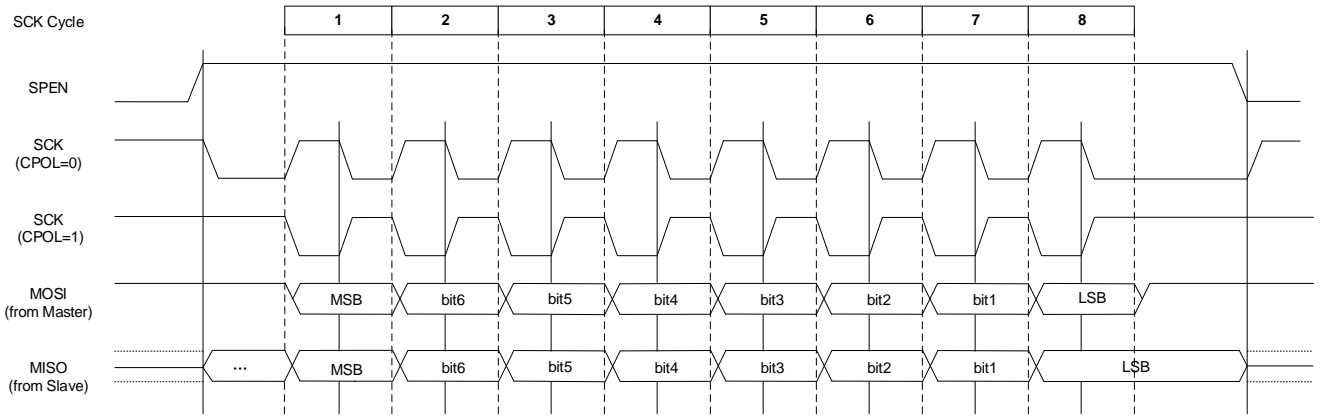 SCK Cycle 1 2 3 4 5 6 7 8
SPEN
SCK
(CPOL=0)
SCK
(CPOL=1)
MOSI
(from Master)
MSB bit6 bit5 bit4 bit3 bit2 bit1 LSB
MISO
(from Slave)
... MSB bit6 bit5 bit4 bit3 bit2 bit1 LSB